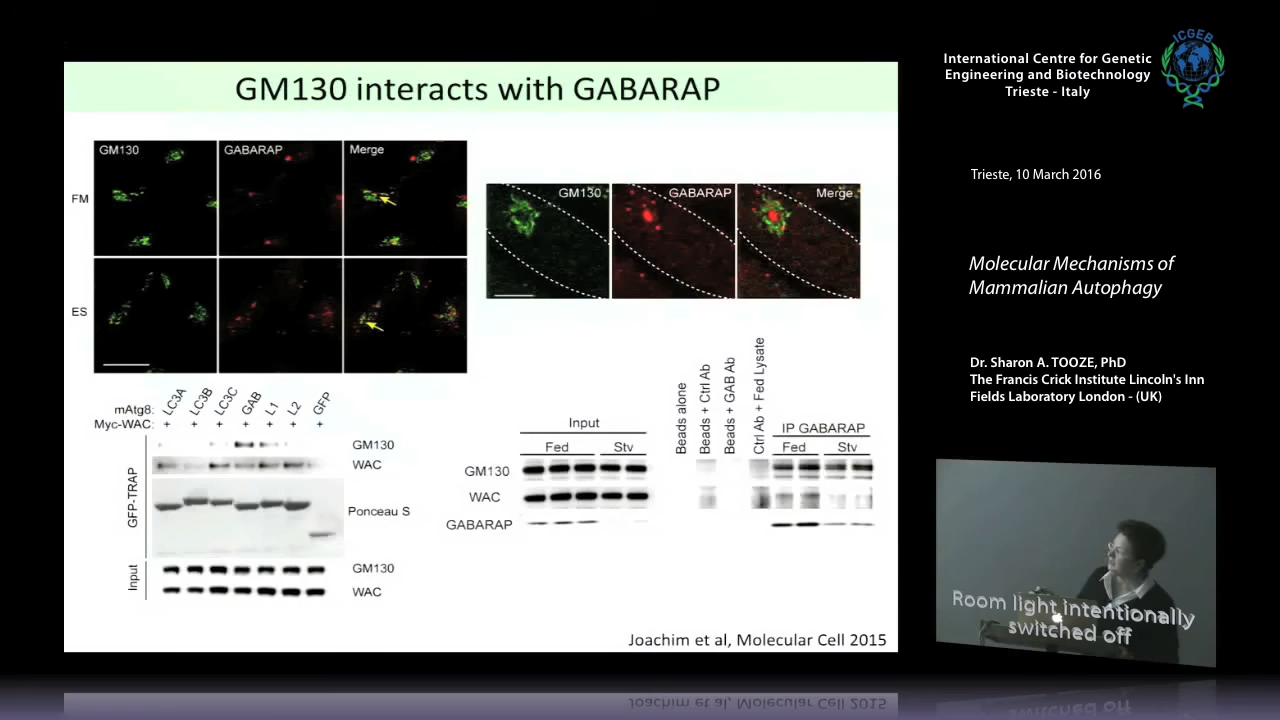 GM130 interacts with GABARAP
GM130
GABARAP
Merge
FM
ES
GM130
GABARAP
Merge
mAtg8:
LC3A
LC3B
LC3C
GAB
L1
L2
GFP
Myc-WAC:
+ + + + + + +
GFP-TRAP
GM130
WAC
Ponceau S
Input
GM130
WAC
Input
Fed
Stv
Beads alone
Beads + Ctrl Ab
Beads + GAB Ab
Ctrl Ab + Fed Lysate
IP GABARAP
Fed
Stv
GM130
WAC
GABARAP
Joachim et al, Molecular Cell 2015
International Centre for Genetic
Engineering and Biotechnology
Trieste - Italy
ICGEB
Trieste, 10 March 2016
Molecular Mechanisms of
Mammalian Autophagy
Dr. Sharon A. TOOZE, PhD
The Francis Crick Institute Lincoln's Inn
Fields Laboratory London - (UK)
Room light intentionally
switched off